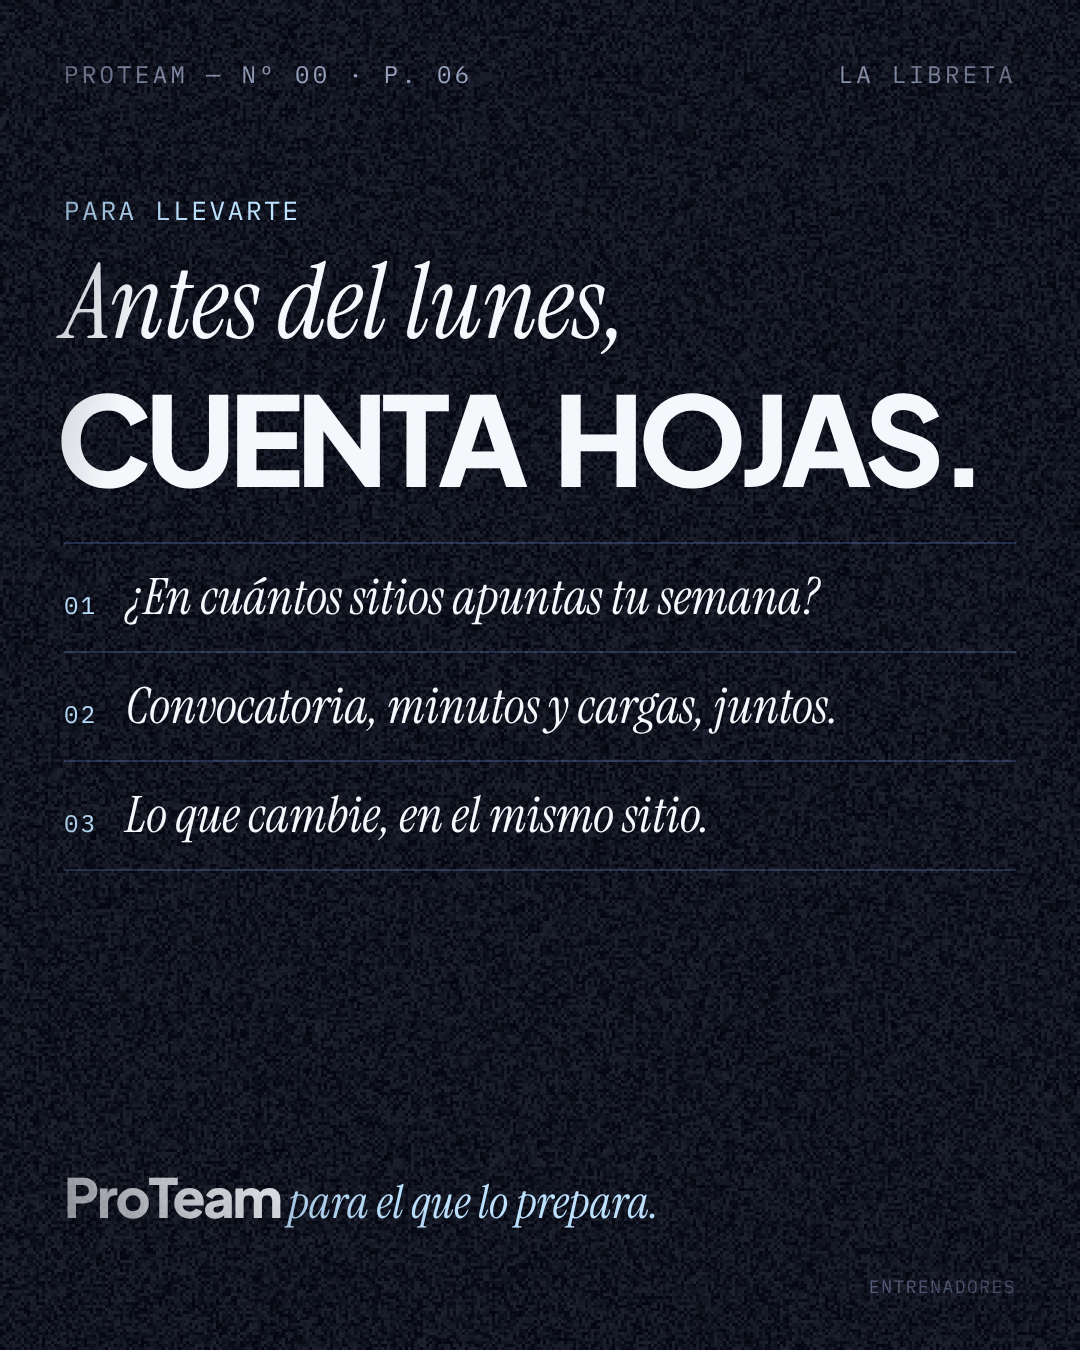 PROTEAM — Nº 00 · P. 06
LA LIBRETA
PARA LLEVARTE
Antes del lunes,
CUENTA HOJAS.
01 ¿En cuántos sitios apuntas tu semana?
02 Convocatoria, minutos y cargas, juntos.
03 Lo que cambie, en el mismo sitio.
ProTeam para el que lo prepara.
ENTRENADORES